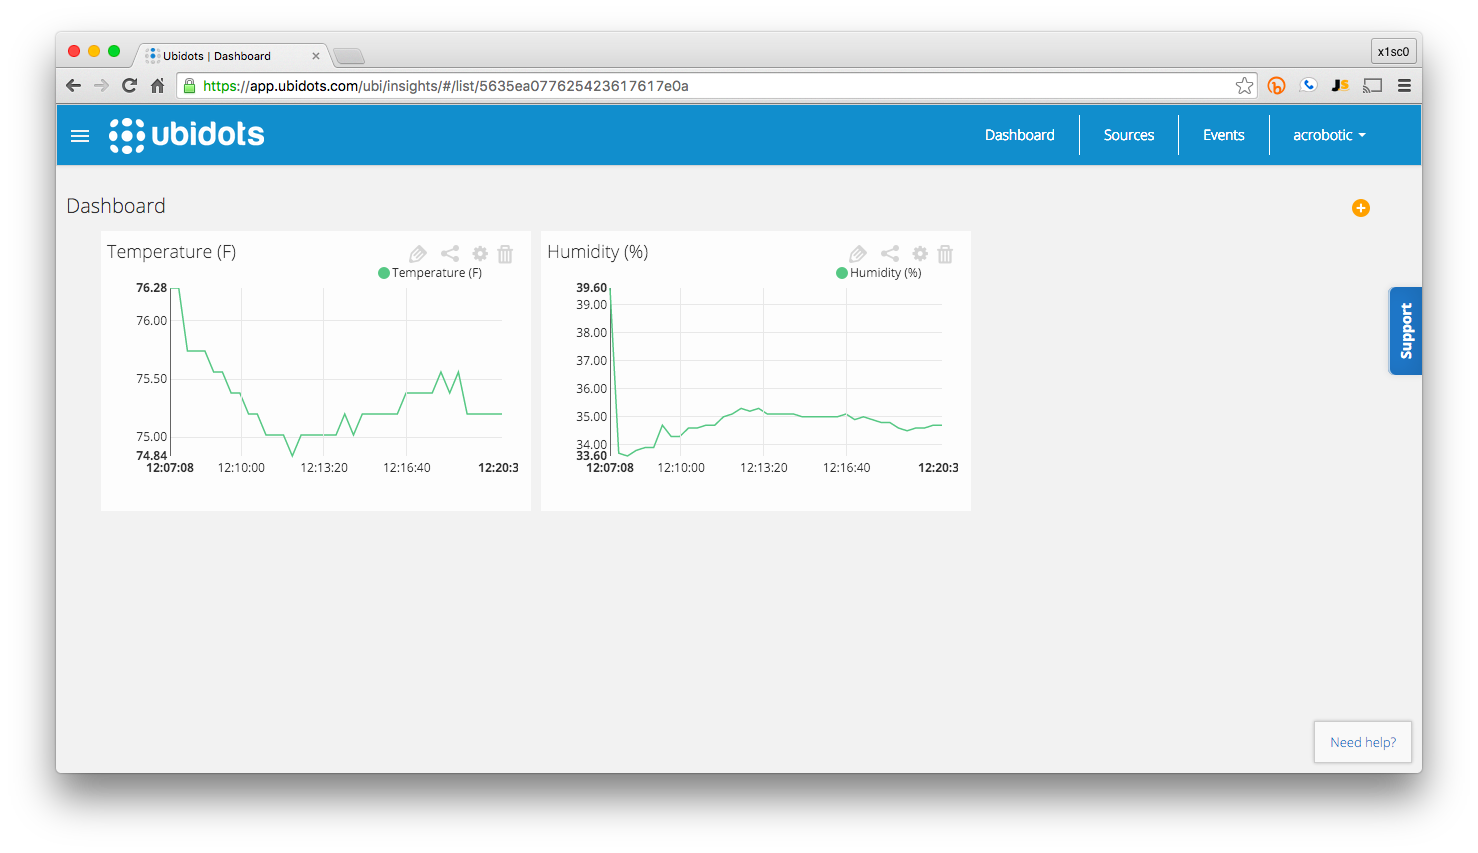 Ubidots | Dashboard
x1sc0
https://app.ubidots.com/ubi/insights/#/list/5635ea077625423617617e0a
JS
ubidots
Dashboard
Sources
Events
acrobotic
Dashboard
Temperature (F)
Temperature (F)
76.28
76.00
75.50
75.00
74.84
12:07:08
12:10:00
12:13:20
12:16:40
12:20:3
Humidity (%)
Humidity (%)
39.60
39.00
38.00
37.00
36.00
35.00
34.00
33.60
12:07:08
12:10:00
12:13:20
12:16:40
12:20:3
Support
Need help?